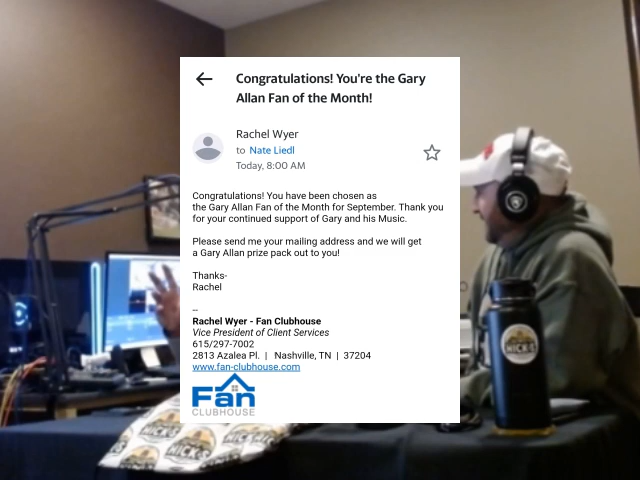 Congratulations! You're the Gary
Allan Fan of the Month!
Rachel Wyer
to Nate Liedl
Today, 8:00 AM
Congratulations! You have been chosen as
the Gary Allan Fan of the Month for September. Thank you
for your continued support of Gary and his Music.
Please send me your mailing address and we will get
a Gary Allan prize pack out to you!
Thanks-
Rachel
--
Rachel Wyer - Fan Clubhouse
Vice President of Client Services
615/297-7002
2813 Azalea Pl. | Nashville, TN | 37204
www.fan-clubhouse.com
Fan
CLUBHOUSE
HICK'S